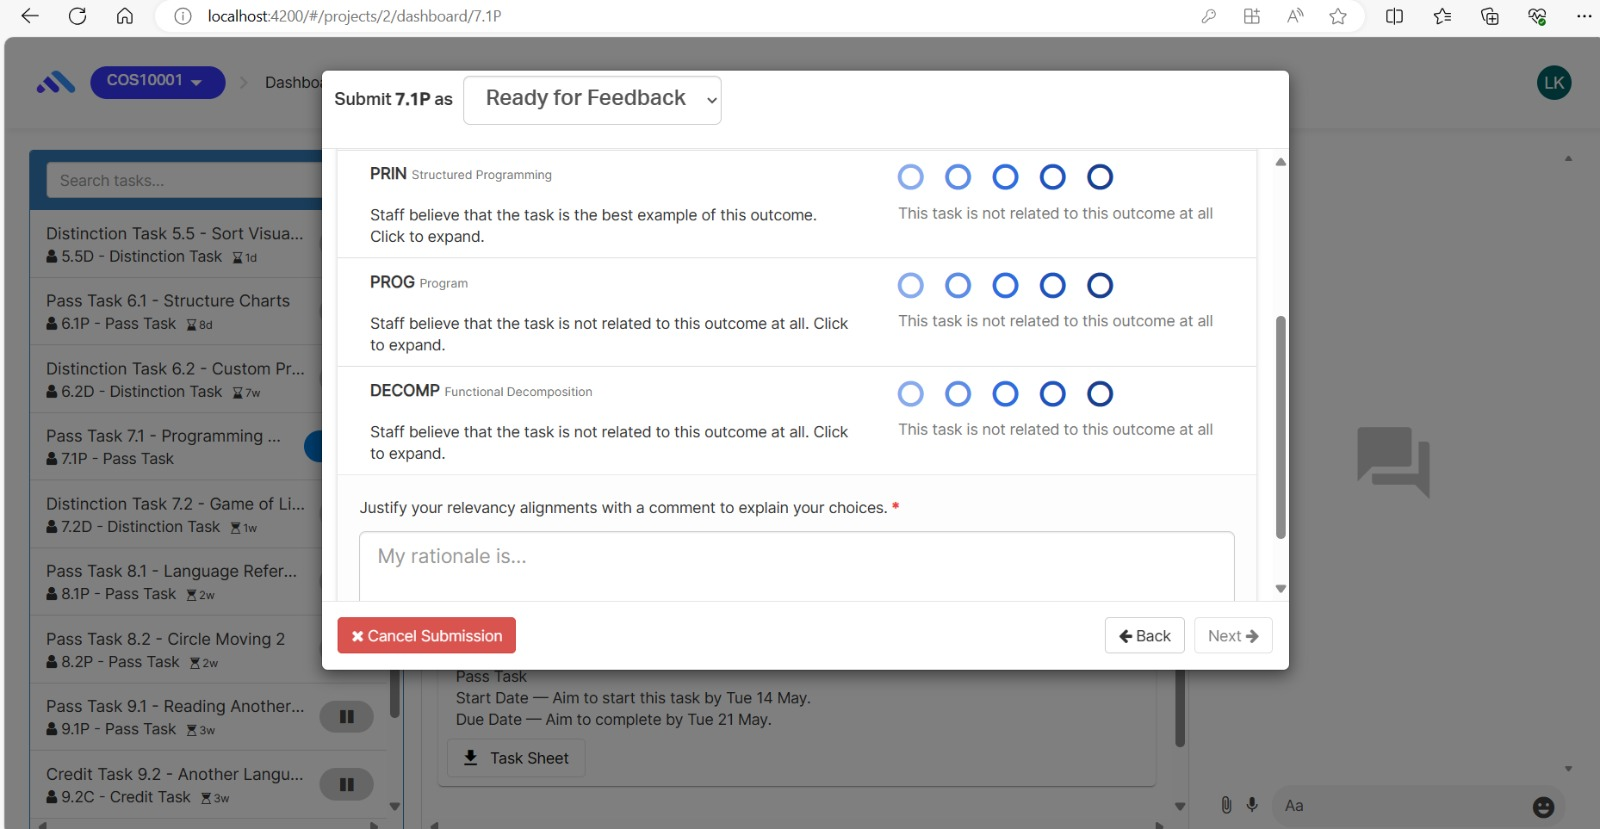 localhost:4200/#/projects/2/dashboard/7.1P
COS10001
Dashbo
LK
Submit 7.1P as
Ready for Feedback
Search tasks...
Distinction Task 5.5 - Sort Visua...
5.5D - Distinction Task 1d
Pass Task 6.1 - Structure Charts
6.1P - Pass Task 8d
Distinction Task 6.2 - Custom Pr...
6.2D - Distinction Task 7w
Pass Task 7.1 - Programming ...
7.1P - Pass Task
Distinction Task 7.2 - Game of Li...
7.2D - Distinction Task 1w
Pass Task 8.1 - Language Refer...
8.1P - Pass Task 2w
Pass Task 8.2 - Circle Moving 2
8.2P - Pass Task 2w
Pass Task 9.1 - Reading Another...
9.1P - Pass Task 3w
Credit Task 9.2 - Another Langu...
9.2C - Credit Task 3w
PRIN Structured Programming
Staff believe that the task is the best example of this outcome.
Click to expand.
This task is not related to this outcome at all
PROG Program
Staff believe that the task is not related to this outcome at all. Click
to expand.
This task is not related to this outcome at all
DECOMP Functional Decomposition
Staff believe that the task is not related to this outcome at all. Click
to expand.
This task is not related to this outcome at all
Justify your relevancy alignments with a comment to explain your choices. *
My rationale is...
Cancel Submission
Back
Next
Pass Task
Start Date — Aim to start this task by Tue 14 May.
Due Date — Aim to complete by Tue 21 May.
Task Sheet
Aa